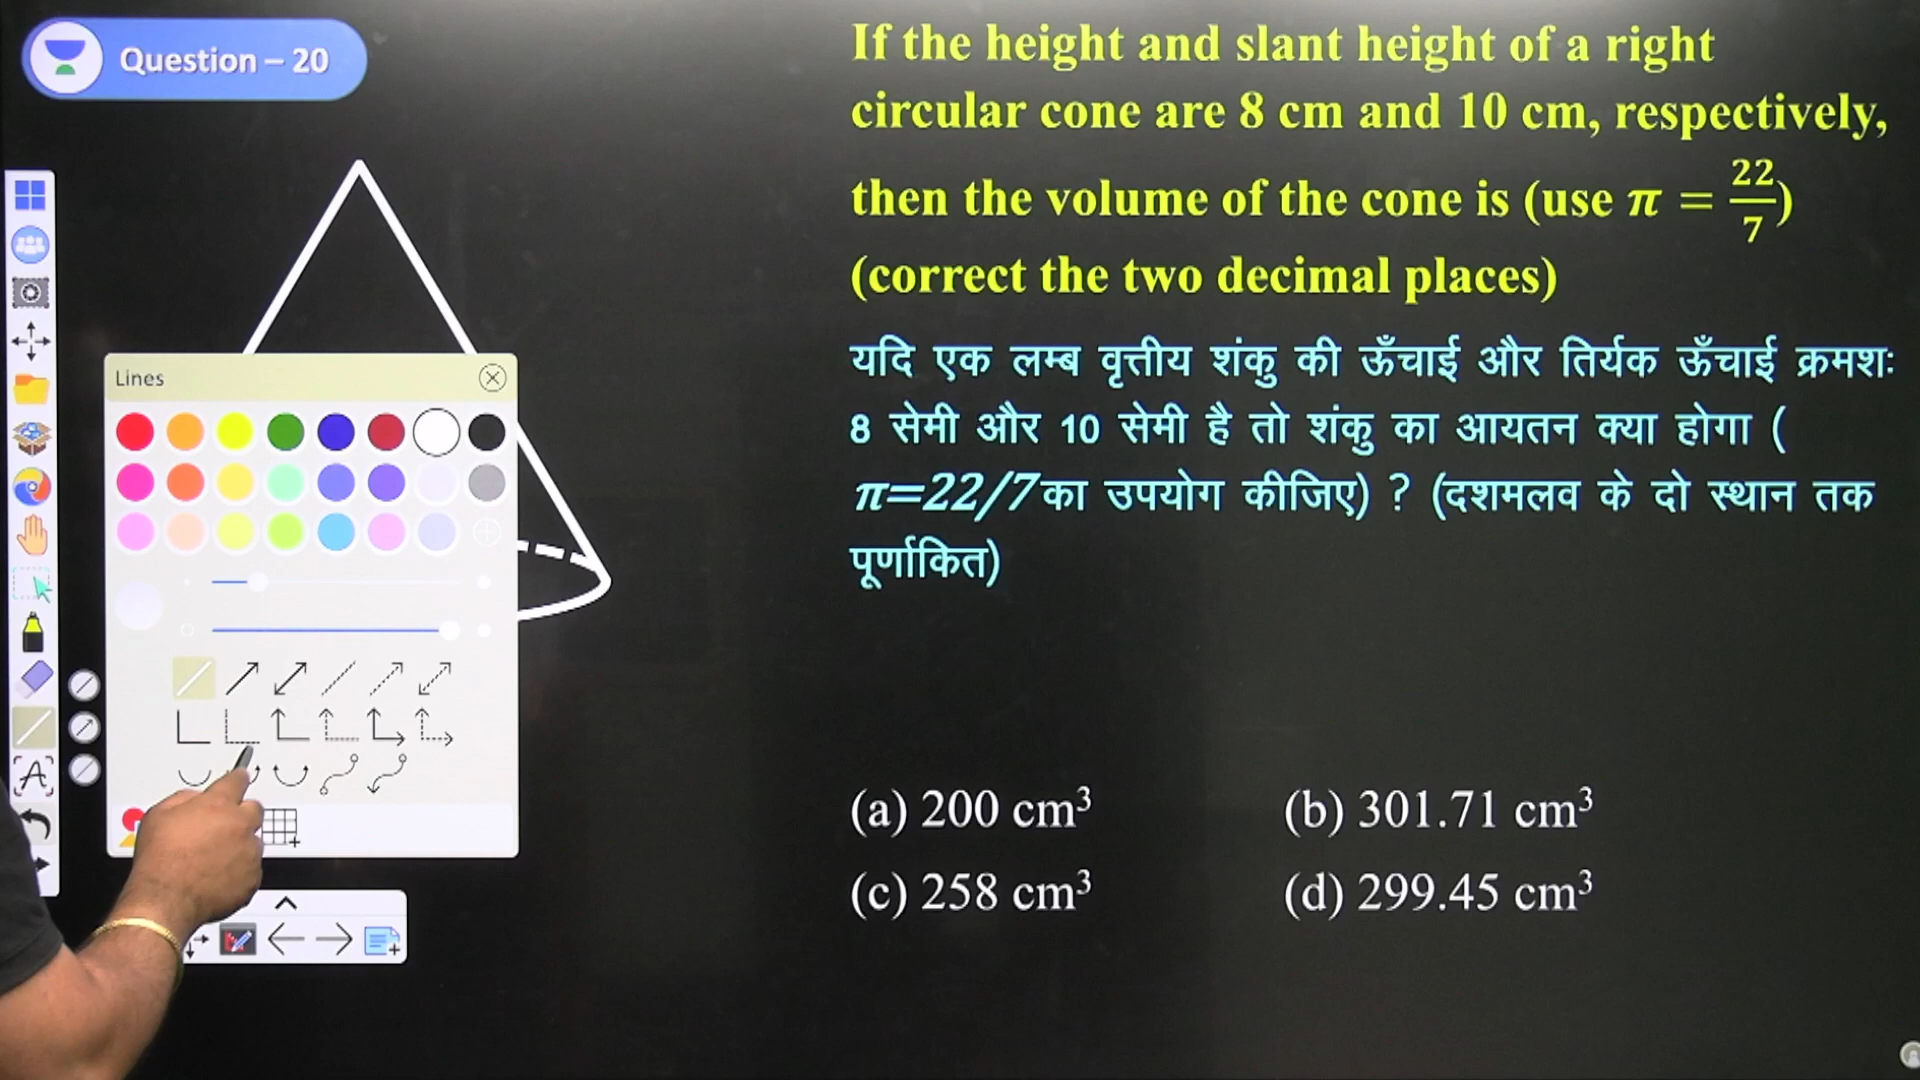 Question – 20
If the height and slant height of a right
circular cone are 8 cm and 10 cm, respectively,
then the volume of the cone is (use π = 22/7)
(correct the two decimal places)
यदि एक लम्ब वृत्तीय शंकु की ऊँचाई और तिर्यक ऊँचाई क्रमशः
8 सेमी और 10 सेमी है तो शंकु का आयतन क्या होगा (
π=22/7 का उपयोग कीजिए) ? (दशमलव के दो स्थान तक
पूर्णाकित)
Lines
(a) 200 cm³ (b) 301.71 cm³
(c) 258 cm³ (d) 299.45 cm³